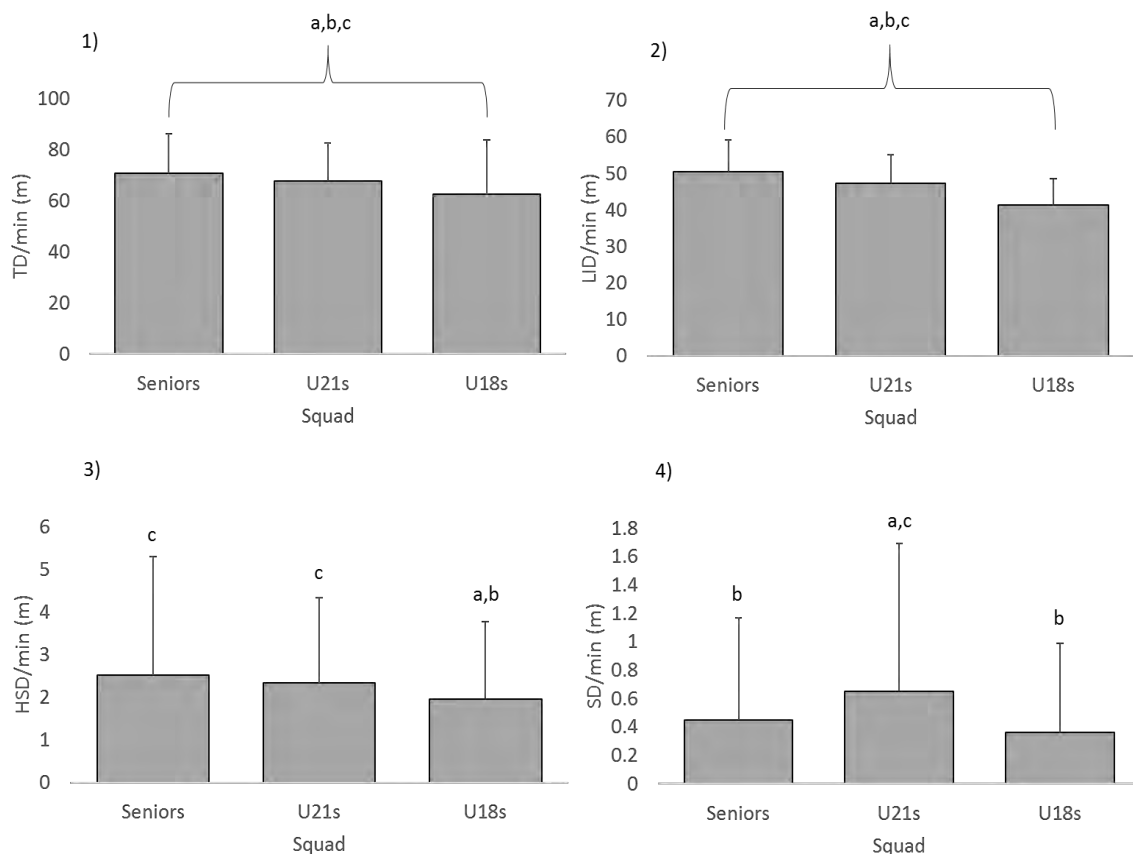 1)
a,b,c
100
80
60
40
20
0
TD/min (m)
Seniors U21s U18s
Squad
2)
a,b,c
70
60
50
40
30
20
10
0
LID/min (m)
Seniors U21s U18s
Squad
3)
6
5
4
3
2
1
0
HSD/min (m)
c
c
a,b
Seniors U21s U18s
Squad
4)
1.8
1.6
1.4
1.2
1
0.8
0.6
0.4
0.2
0
SD/min (m)
b
a,c
b
Seniors U21s U18s
Squad